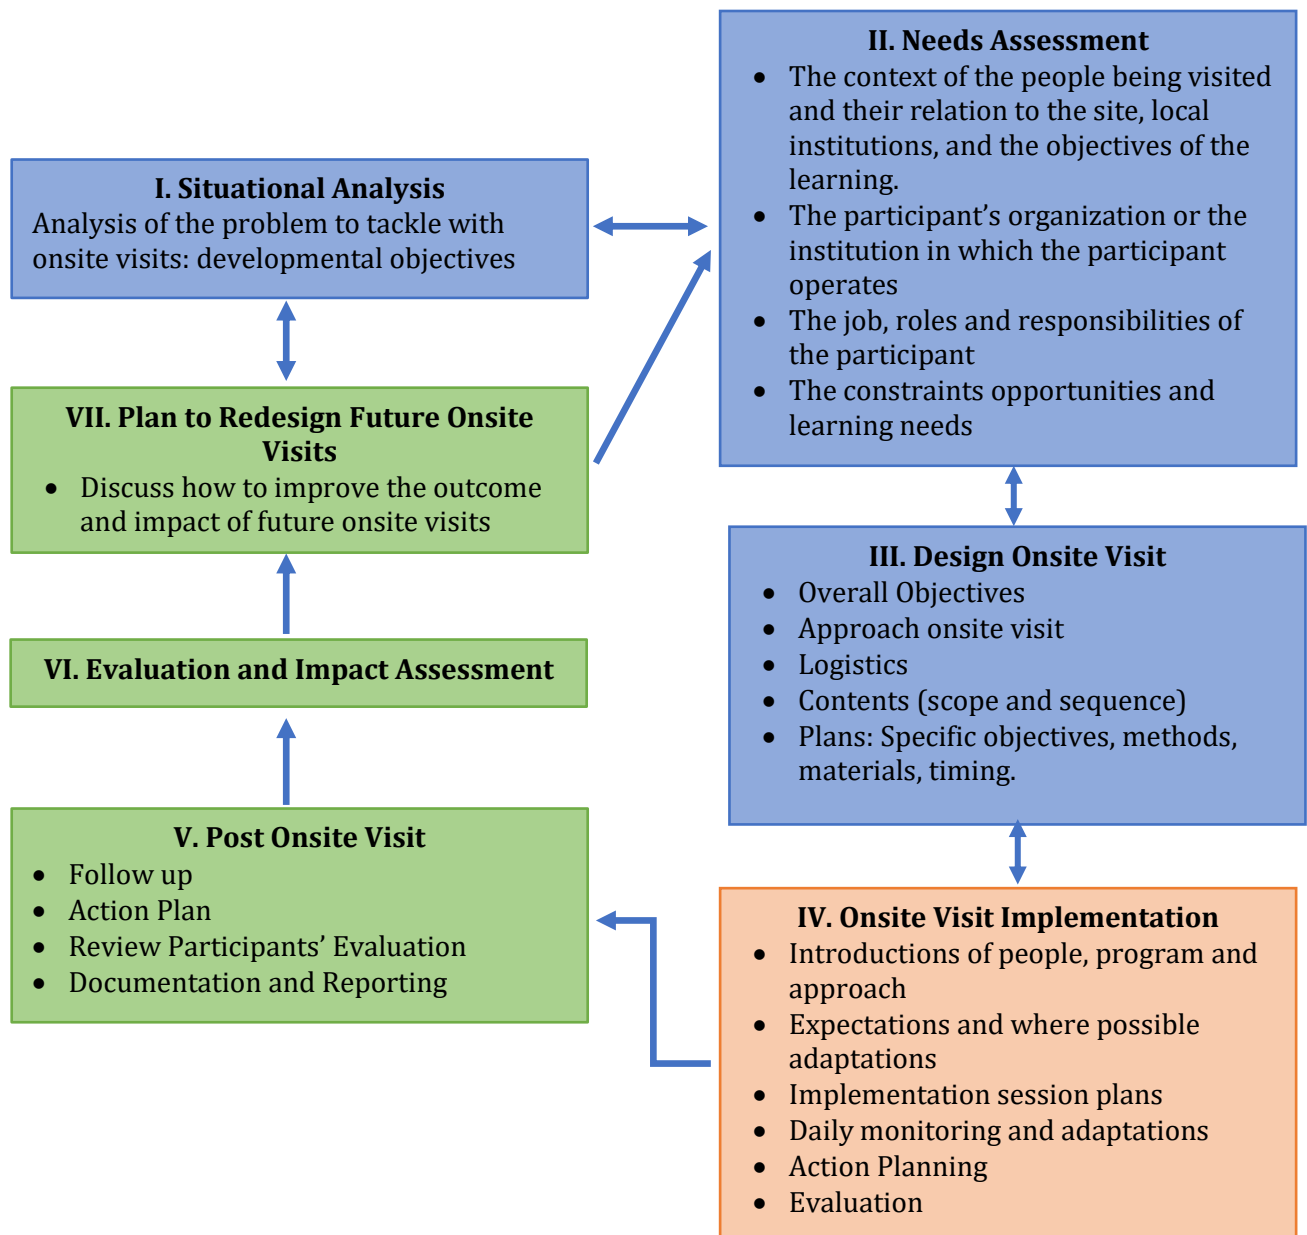 I. Situational Analysis
Analysis of the problem to tackle with
onsite visits: developmental objectives
II. Needs Assessment
• The context of the people being visited
and their relation to the site, local
institutions, and the objectives of the
learning.
• The participant’s organization or the
institution in which the participant
operates
• The job, roles and responsibilities of
the participant
• The constraints opportunities and
learning needs
III. Design Onsite Visit
• Overall Objectives
• Approach onsite visit
• Logistics
• Contents (scope and sequence)
• Plans: Specific objectives, methods,
materials, timing.
IV. Onsite Visit Implementation
• Introductions of people, program and
approach
• Expectations and where possible
adaptations
• Implementation session plans
• Daily monitoring and adaptations
• Action Planning
• Evaluation
V. Post Onsite Visit
• Follow up
• Action Plan
• Review Participants’ Evaluation
• Documentation and Reporting
VI. Evaluation and Impact Assessment
VII. Plan to Redesign Future Onsite
Visits
• Discuss how to improve the outcome
and impact of future onsite visits